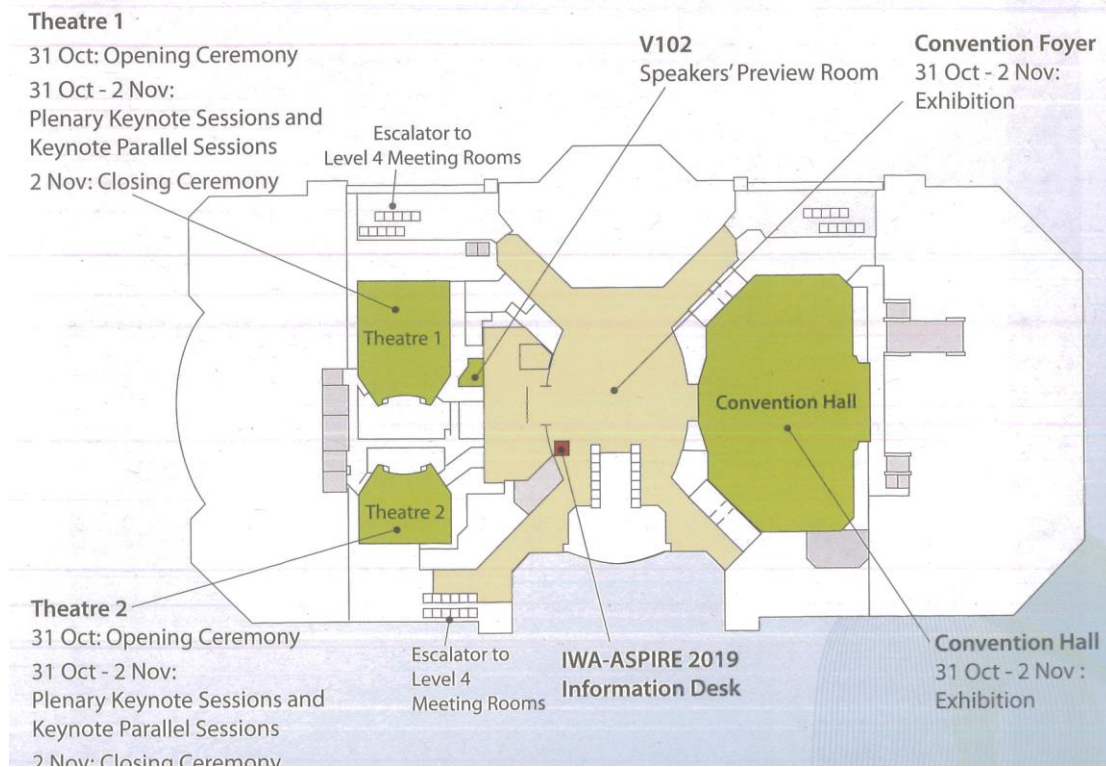 Theatre 1
31 Oct: Opening Ceremony
31 Oct - 2 Nov:
Plenary Keynote Sessions and
Keynote Parallel Sessions
2 Nov: Closing Ceremony
Escalator to
Level 4 Meeting Rooms
V102
Speakers' Preview Room
Convention Foyer
31 Oct - 2 Nov:
Exhibition
Theatre 1
Convention Hall
Theatre 2
Theatre 2
31 Oct: Opening Ceremony
31 Oct - 2 Nov:
Plenary Keynote Sessions and
Keynote Parallel Sessions
2 Nov: Closing Ceremony
Escalator to
Level 4
Meeting Rooms
IWA-ASPIRE 2019
Information Desk
Convention Hall
31 Oct - 2 Nov :
Exhibition